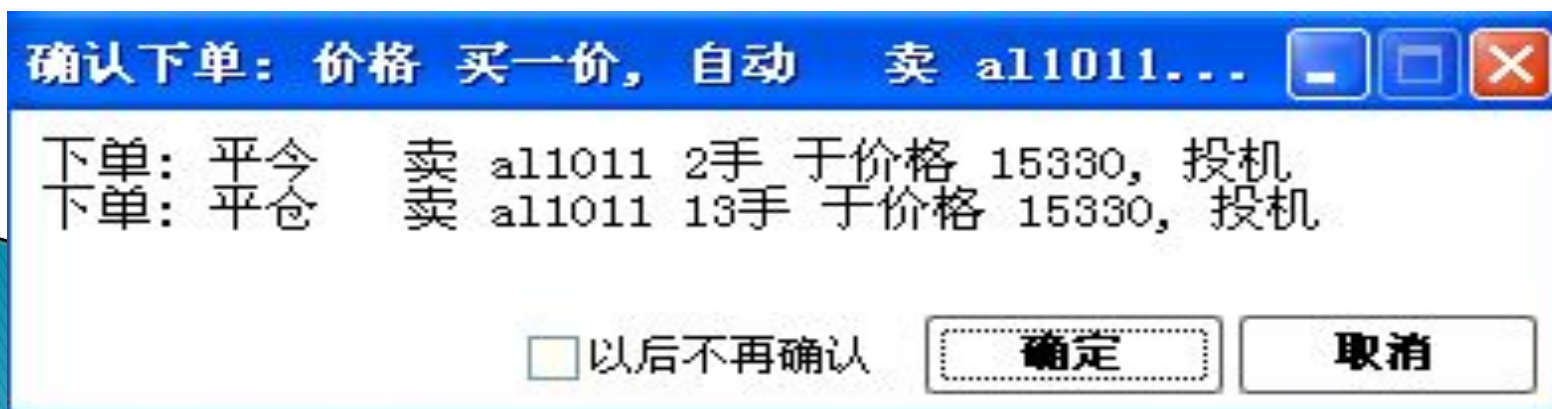 确认下单: 价格 买一价, 自动 卖 al1011...
下单: 平今 卖 al1011 2手 于价格 15330, 投机
下单: 平仓 卖 al1011 13手 于价格 15330, 投机
以后不再确认 确定 取消